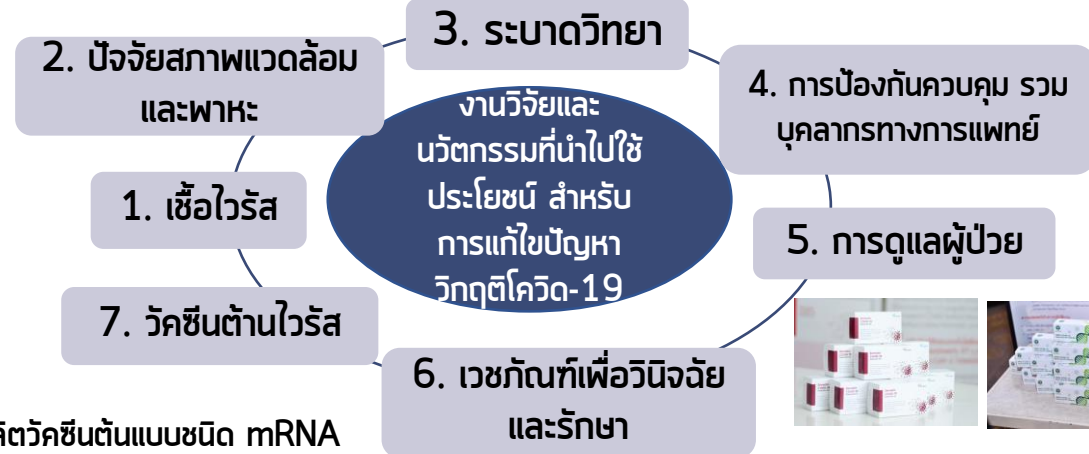 3. ระบาดวิทยา
2. ปัจจัยสภาพแวดล้อม
และพาหะ
4. การป้องกันควบคุม รวม
บุคลากรทางการแพทย์
งานวิจัยและ
นวัตกรรมที่นำไปใช้
ประโยชน์ สำหรับ
การแก้ไขปัญหา
วิกฤติโควิด-19
1. เชื้อไวรัส
5. การดูแลผู้ป่วย
7. วัคซีนต้านไวรัส
6. เวชภัณฑ์เพื่อวินิจฉัย
และรักษา
วัคซีนต้นแบบชนิด mRNA